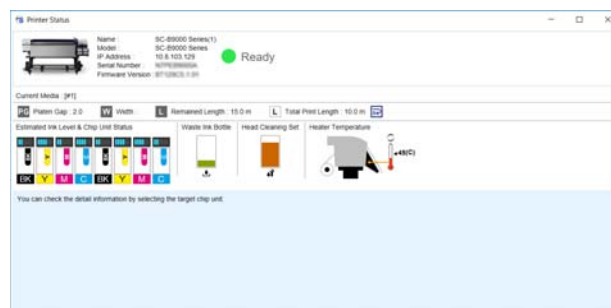 Printer Status
Name : SC-B9000 Series(1)
Model : SC-B9000 Series
IP Address : 10.6.103.129
Serial Number :
Firmware Version :
Ready
Current Media : [#1]
PG Platen Gap : 2.0 W Width : L Remained Length : 15.0 m L Total Print Length : 10.0 m
Estimated Ink Level & Chip Unit Status Waste Ink Bottle Head Cleaning Set Heater Temperature
+45(C)
BK Y M C BK Y M C
You can check the detail information by selecting the target chip unit.